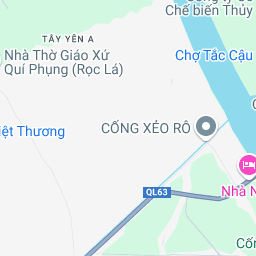 Chế biến Thủy
TÂY YÊN A
Nhà Thờ Giáo Xứ
Quí Phụng (Rọc Lá)
Chợ Tắc Cậu
iệt Thương
CỐNG XẺO RÔ
QL63
Nhà N
Cốn